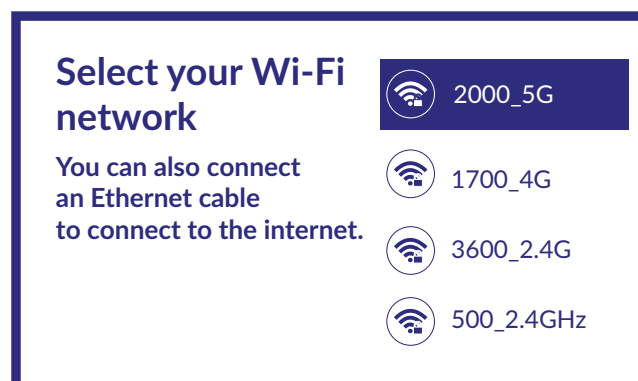 Select your Wi-Fi
network
You can also connect
an Ethernet cable
to connect to the internet.
2000_5G
1700_4G
3600_2.4G
500_2.4GHz